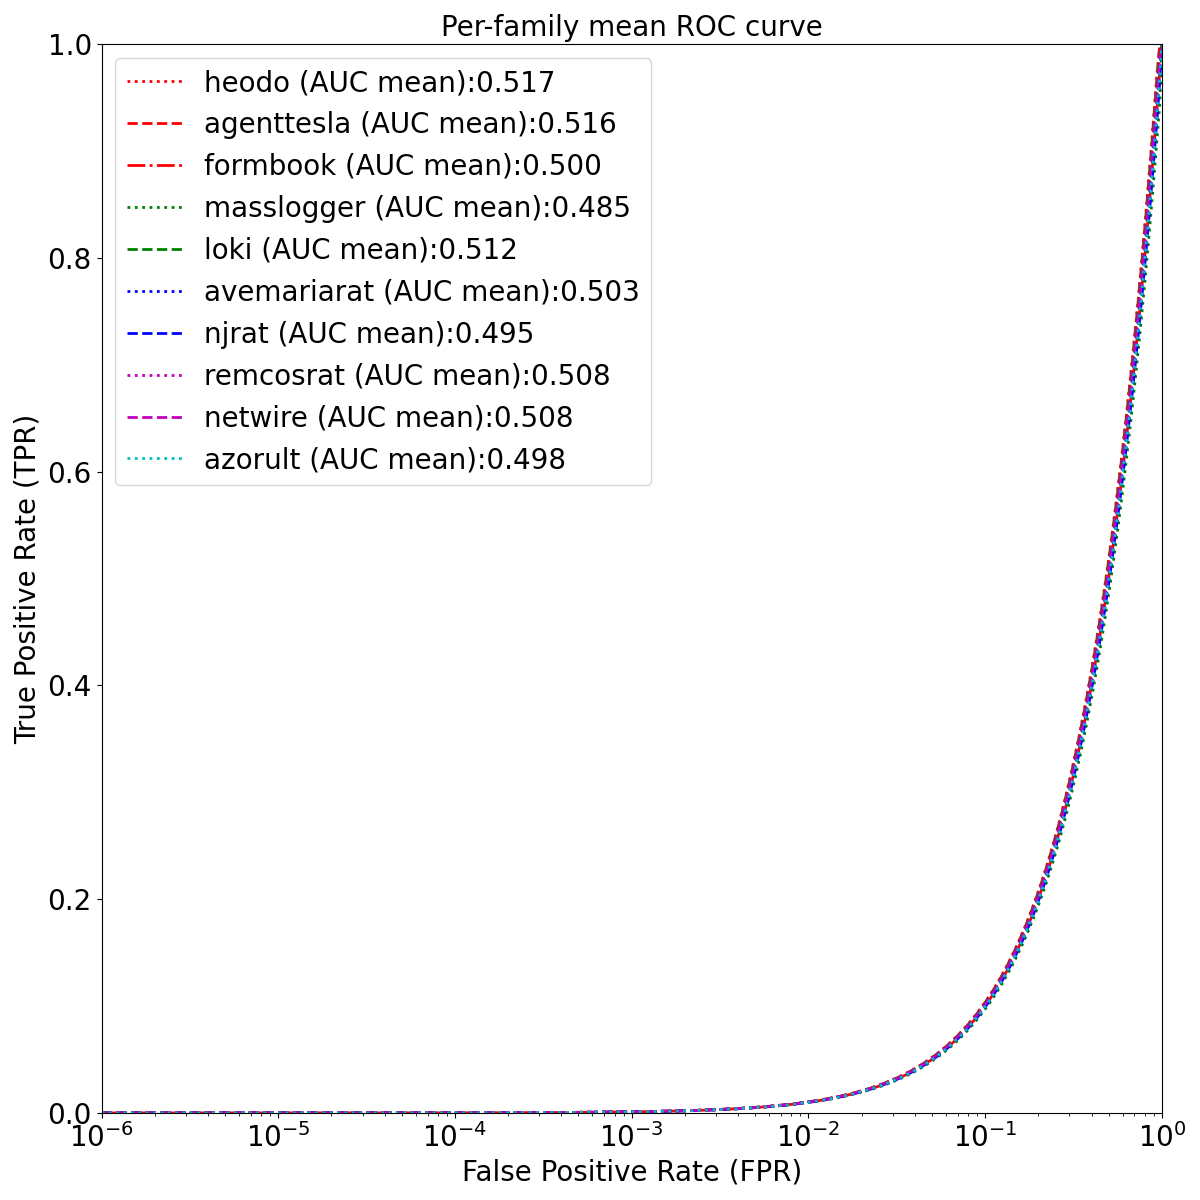 Per-family mean ROC curve
1.0
0.8
0.6
0.4
0.2
0.0
True Positive Rate (TPR)
heodo (AUC mean):0.517
agenttesla (AUC mean):0.516
formbook (AUC mean):0.500
masslogger (AUC mean):0.485
loki (AUC mean):0.512
avemariarat (AUC mean):0.503
njrat (AUC mean):0.495
remcosrat (AUC mean):0.508
netwire (AUC mean):0.508
azorult (AUC mean):0.498
10⁻⁶ 10⁻⁵ 10⁻⁴ 10⁻³ 10⁻² 10⁻¹ 10⁰
False Positive Rate (FPR)